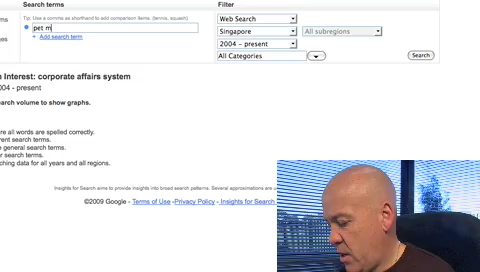 Search terms
Filter
Tip: Use a comma as shorthand to add comparison items. (tennis, squash)
pet m
+ Add search term
Web Search
Singapore
All subregions
2004 - present
All Categories
Search
Interest: corporate affairs system
004 - present
earch volume to show graphs.
re all words are spelled correctly.
rent search terms.
e general search terms.
r search terms.
ching data for all years and all regions.
Insights for Search aims to provide insights into broad search patterns. Several approximations are
©2009 Google - Terms of Use -Privacy Policy - Insights for Search